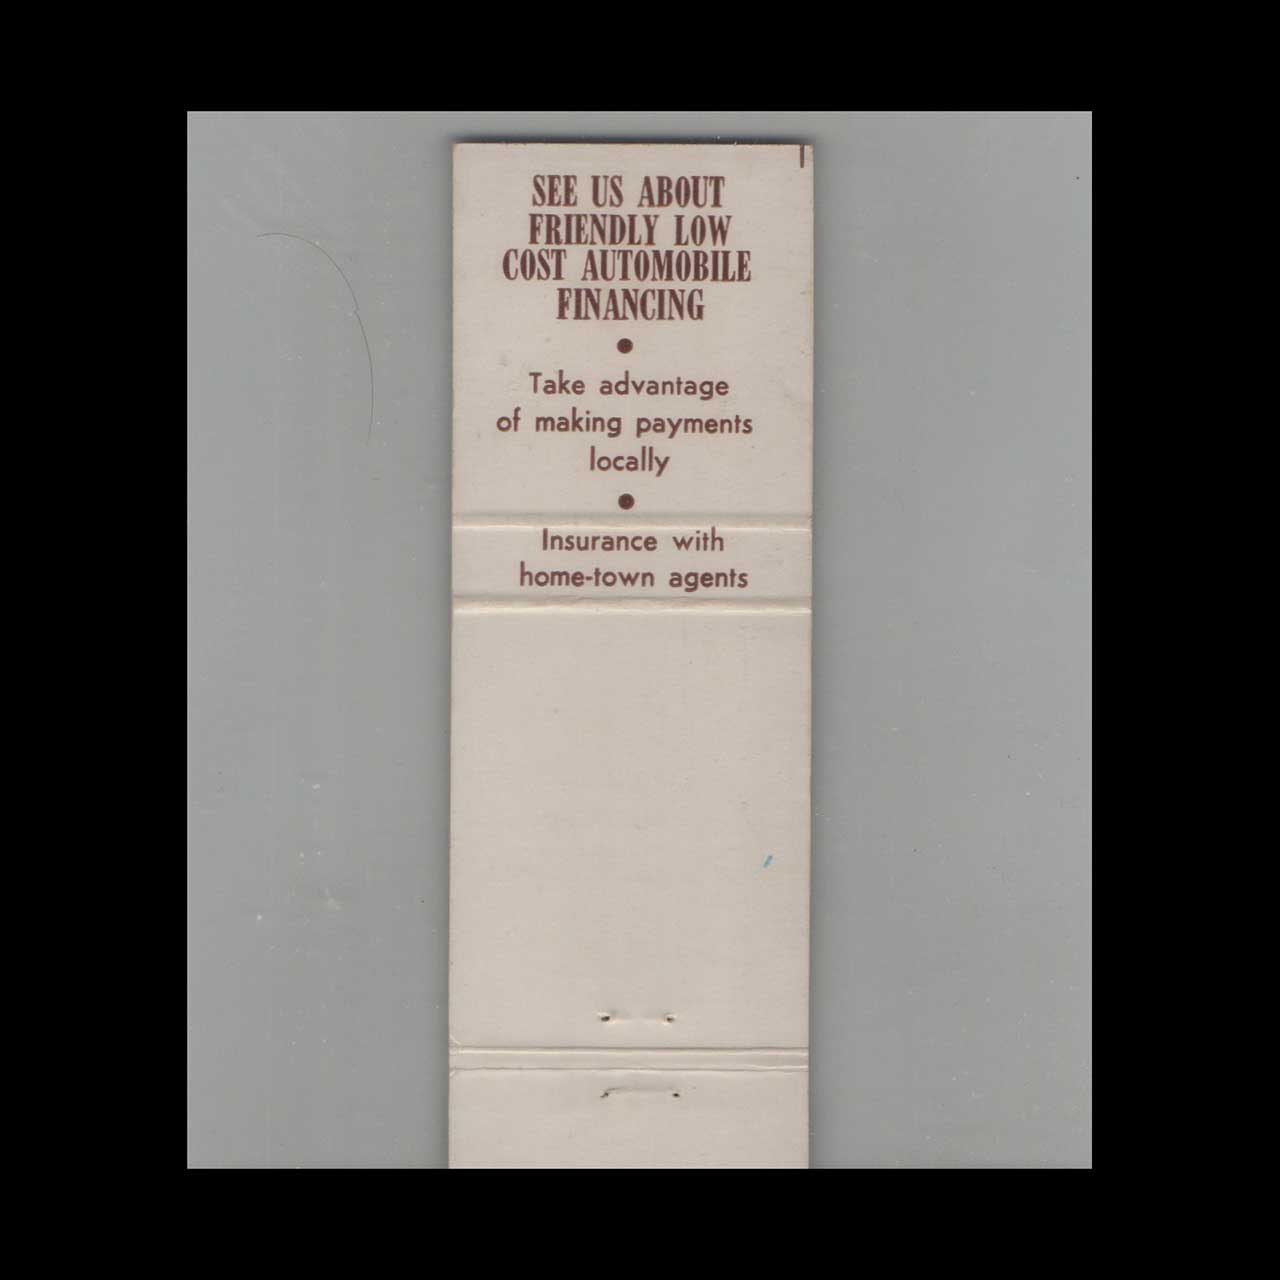 SEE US ABOUT
FRIENDLY LOW
COST AUTOMOBILE
FINANCING
Take advantage
of making payments
locally
Insurance with
home-town agents